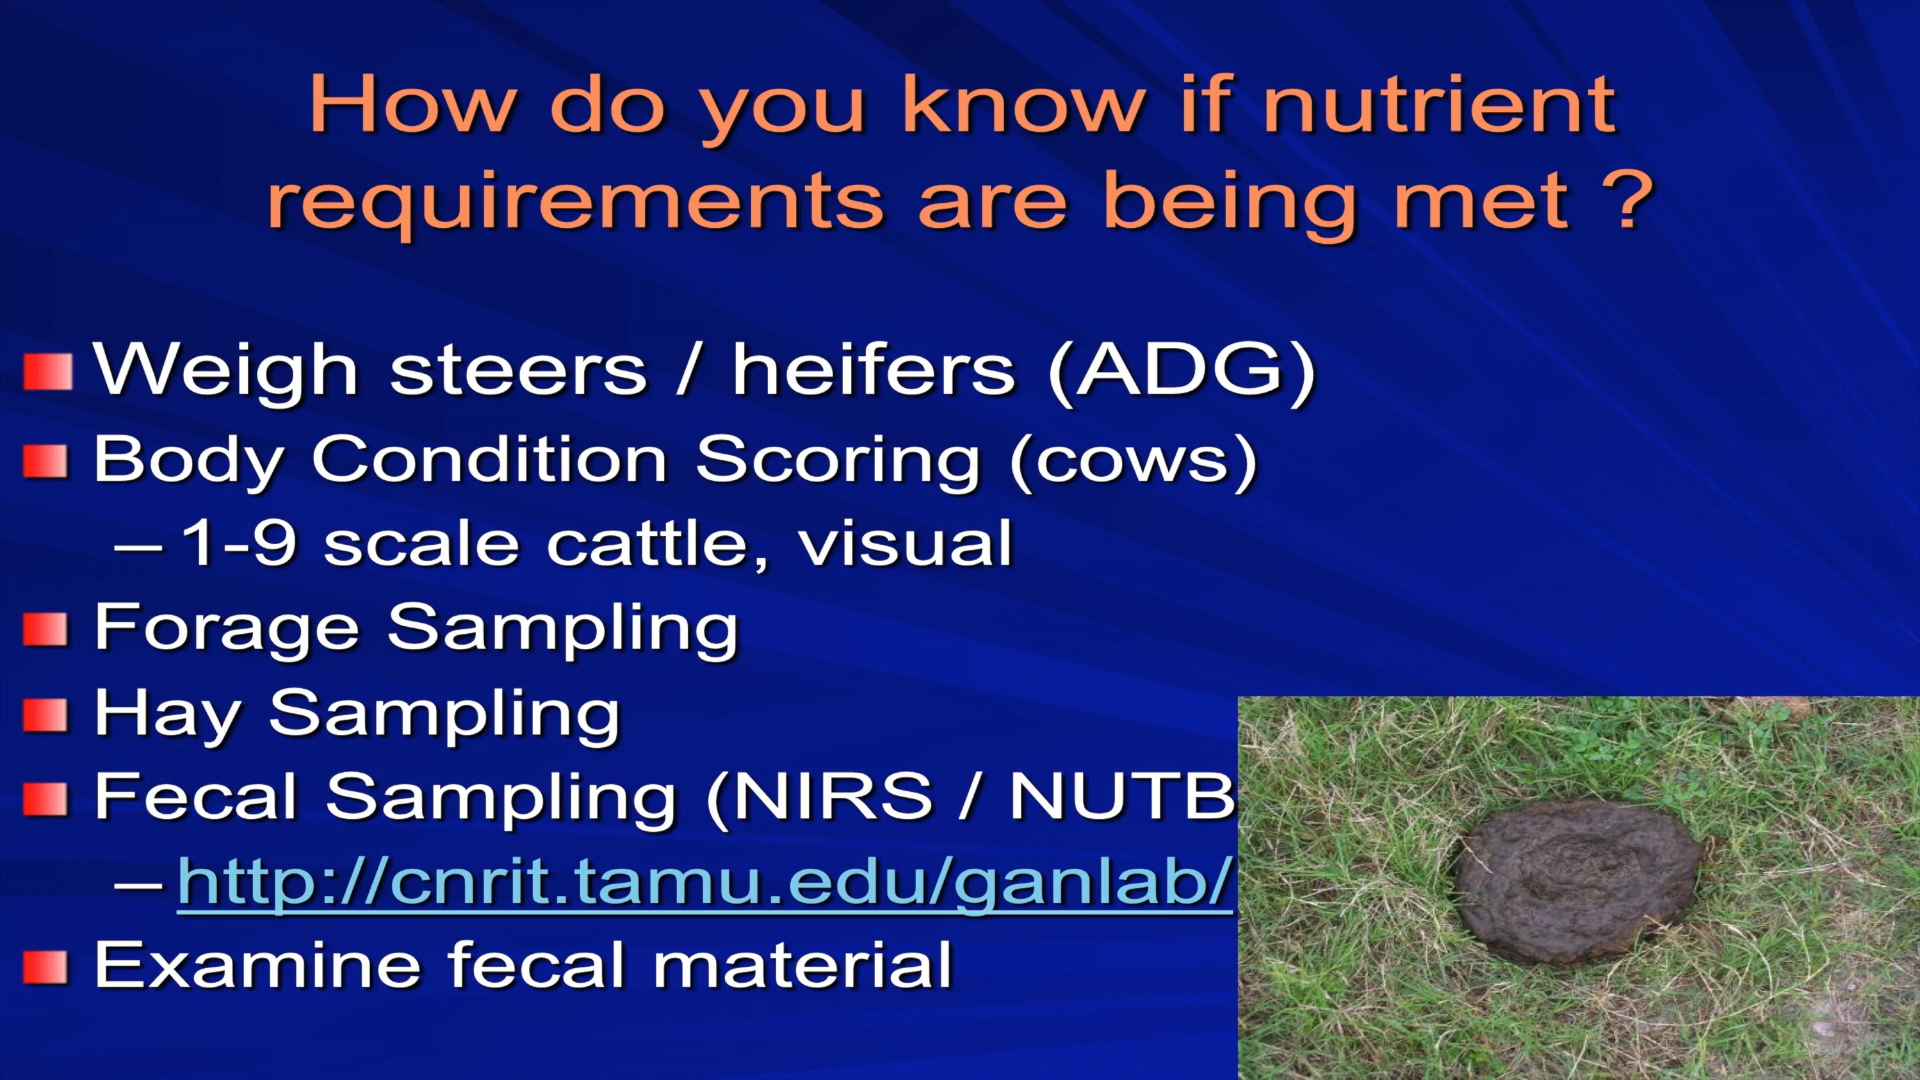 How do you know if nutrient
requirements are being met ?
Weigh steers / heifers (ADG)
Body Condition Scoring (cows)
– 1-9 scale cattle, visual
Forage Sampling
Hay Sampling
Fecal Sampling (NIRS / NUTB
– http://cnrit.tamu.edu/ganlab/
Examine fecal material